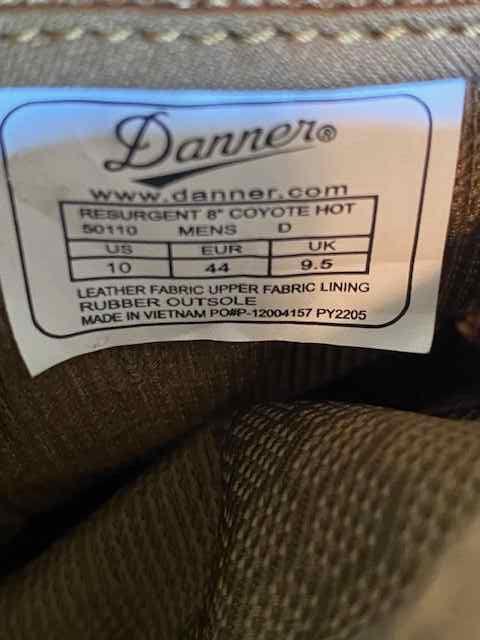 Danner®
www.danner.com
RESURGENT 8" COYOTE HOT
50110 MENS D
US EUR UK
10 44 9.5
LEATHER FABRIC UPPER FABRIC LINING
RUBBER OUTSOLE
MADE IN VIETNAM PO#P-12004157 PY2205